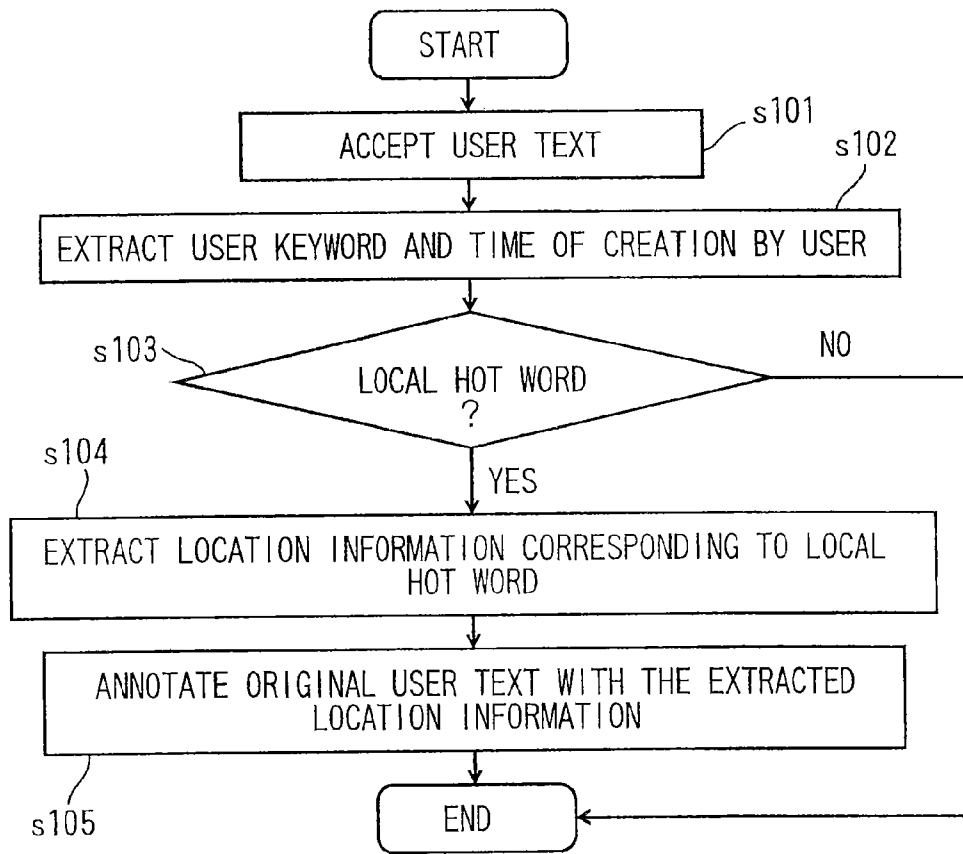 START
s101
ACCEPT USER TEXT
s102
EXTRACT USER KEYWORD AND TIME OF CREATION BY USER
s103
NO
LOCAL HOT WORD
?
s104
YES
EXTRACT LOCATION INFORMATION CORRESPONDING TO LOCAL
HOT WORD
ANNOTATE ORIGINAL USER TEXT WITH THE EXTRACTED
LOCATION INFORMATION
s105
END